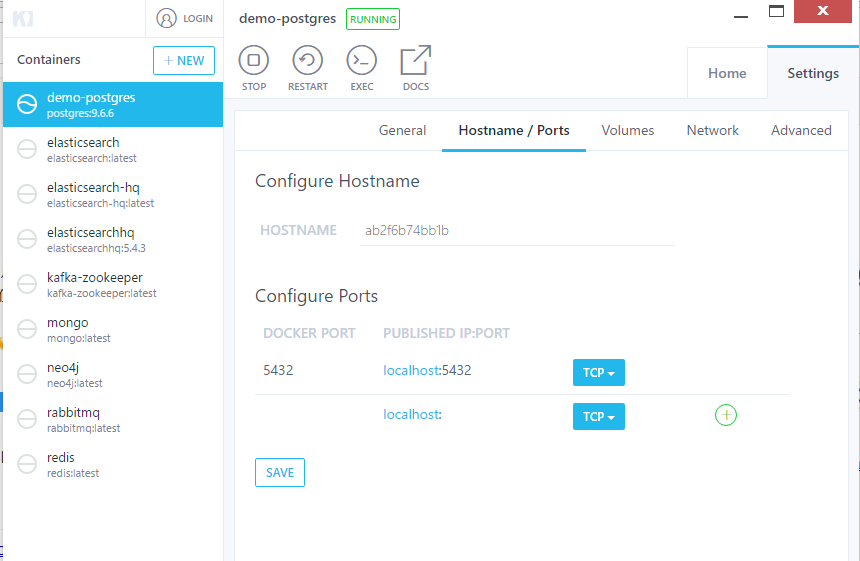 LOGIN
Containers
+ NEW
demo-postgres
postgres:9.6.6
elasticsearch
elasticsearch:latest
elasticsearch-hq
elasticsearch-hq:latest
elasticsearchhq
elasticsearchhq:5.4.3
kafka-zookeeper
kafka-zookeeper:latest
mongo
mongo:latest
neo4j
neo4j:latest
rabbitmq
rabbitmq:latest
redis
redis:latest
demo-postgres RUNNING
STOP RESTART EXEC DOCS
Home Settings
General Hostname / Ports Volumes Network Advanced
Configure Hostname
HOSTNAME ab2f6b74bb1b
Configure Ports
DOCKER PORT PUBLISHED IP:PORT
5432 localhost:5432 TCP
localhost: TCP
SAVE